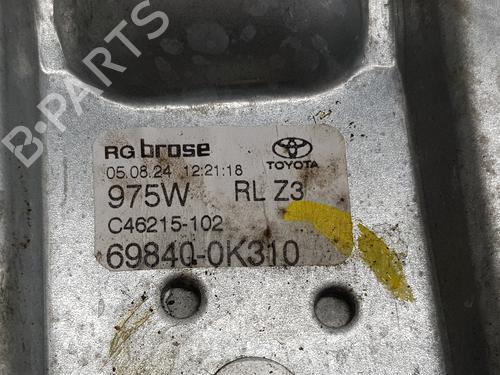 B-PARTS
RG brose
TOYOTA
05.08.24 12:21:18
975W RL Z3
C46215-102
69840-0K310